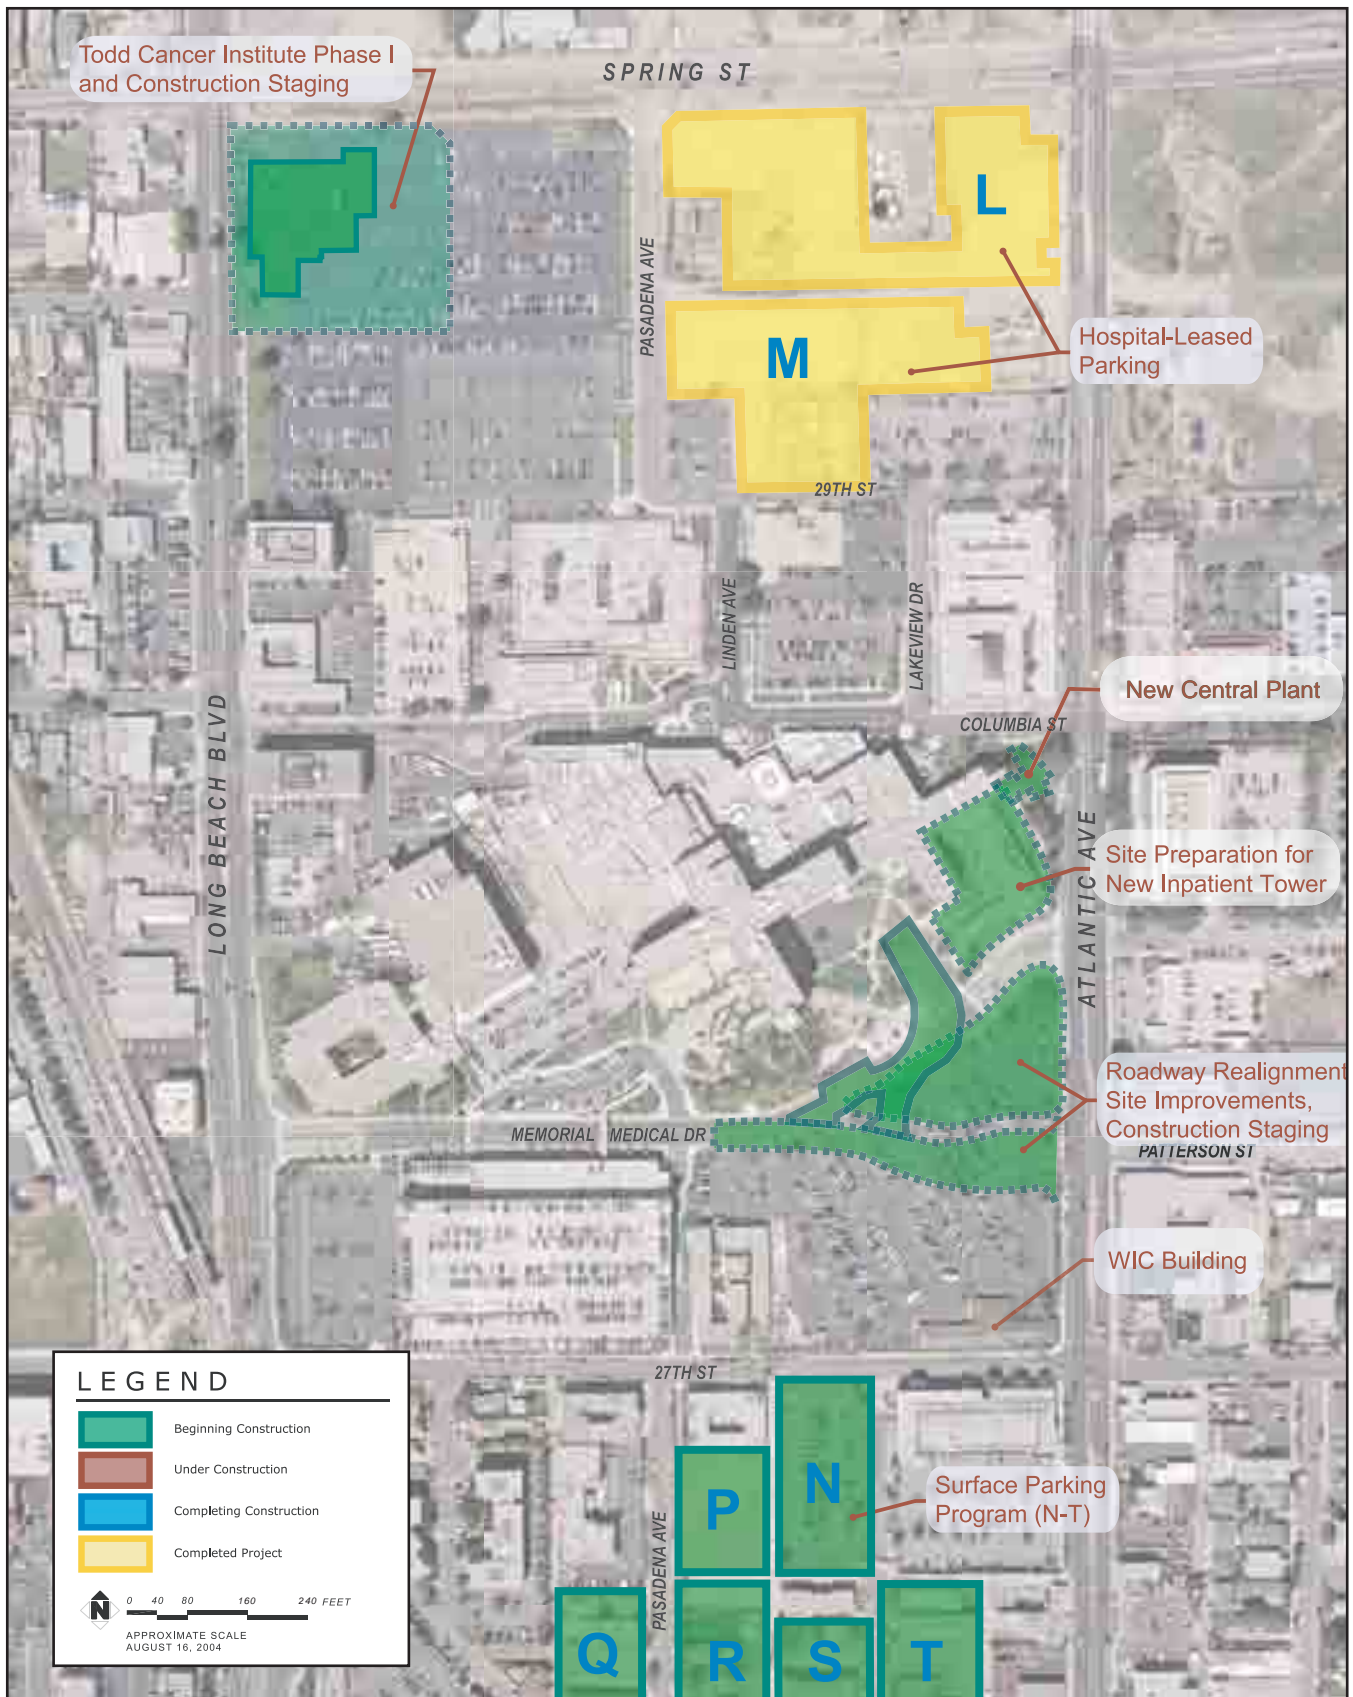 Todd Cancer Institute Phase I
and Construction Staging
SPRING ST
L
PASADENA AVE
M
Hospital-Leased
Parking
29TH ST
LINDEN AVE
LAKEVIEW DR
New Central Plant
COLUMBIA ST
LONG BEACH BLVD
ATLANTIC AVE
Site Preparation for
New Inpatient Tower
Roadway Realignment
Site Improvements,
Construction Staging
MEMORIAL MEDICAL DR
PATTERSON ST
WIC Building
27TH ST
LEGEND
Beginning Construction
Under Construction
Completing Construction
Completed Project
N
0 40 80 160 240 FEET
APPROXIMATE SCALE
AUGUST 16, 2004
P
N
Surface Parking
Program (N-T)
PASADENA AVE
Q
R
S
T